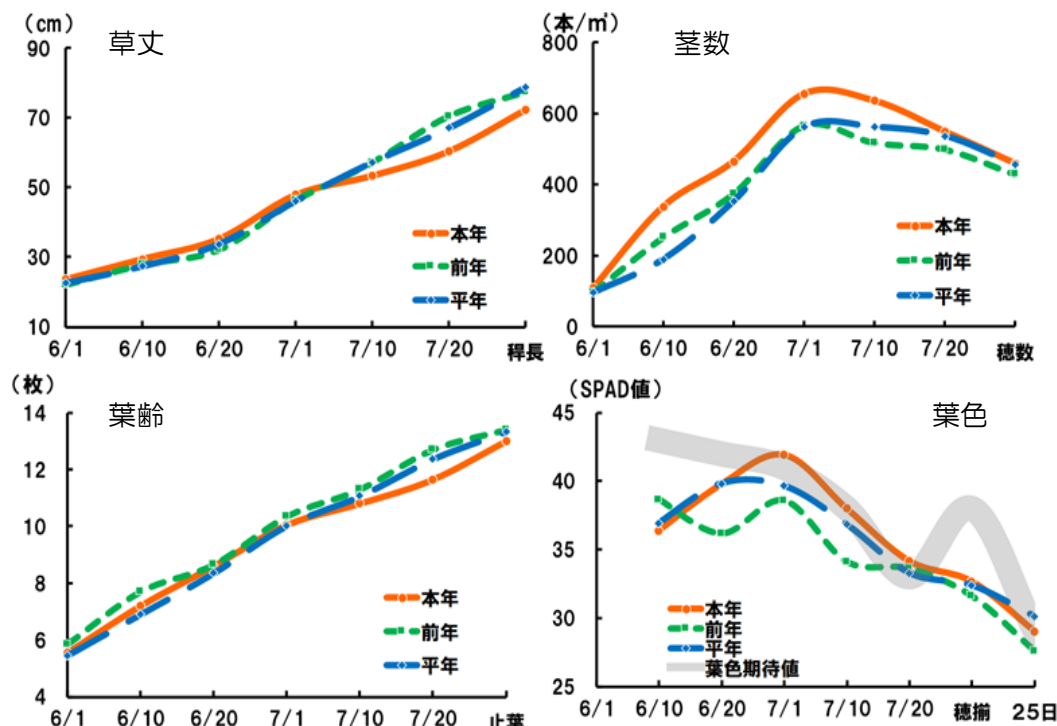 (cm)
草丈
90
70
50
30
10
本年
前年
平年
6/1 6/10 6/20 7/1 7/10 7/20 稈長
(本/㎡)
茎数
800
600
400
200
0
本年
前年
平年
6/1 6/10 6/20 7/1 7/10 7/20 穂数
(枚)
葉齢
14
12
10
8
6
4
本年
前年
平年
6/1 6/10 6/20 7/1 7/10 7/20 止葉
(SPAD値)
葉色
45
40
35
30
25
本年
前年
平年
葉色期待値
6/1 6/10 6/20 7/1 7/10 7/20 穂揃 25日